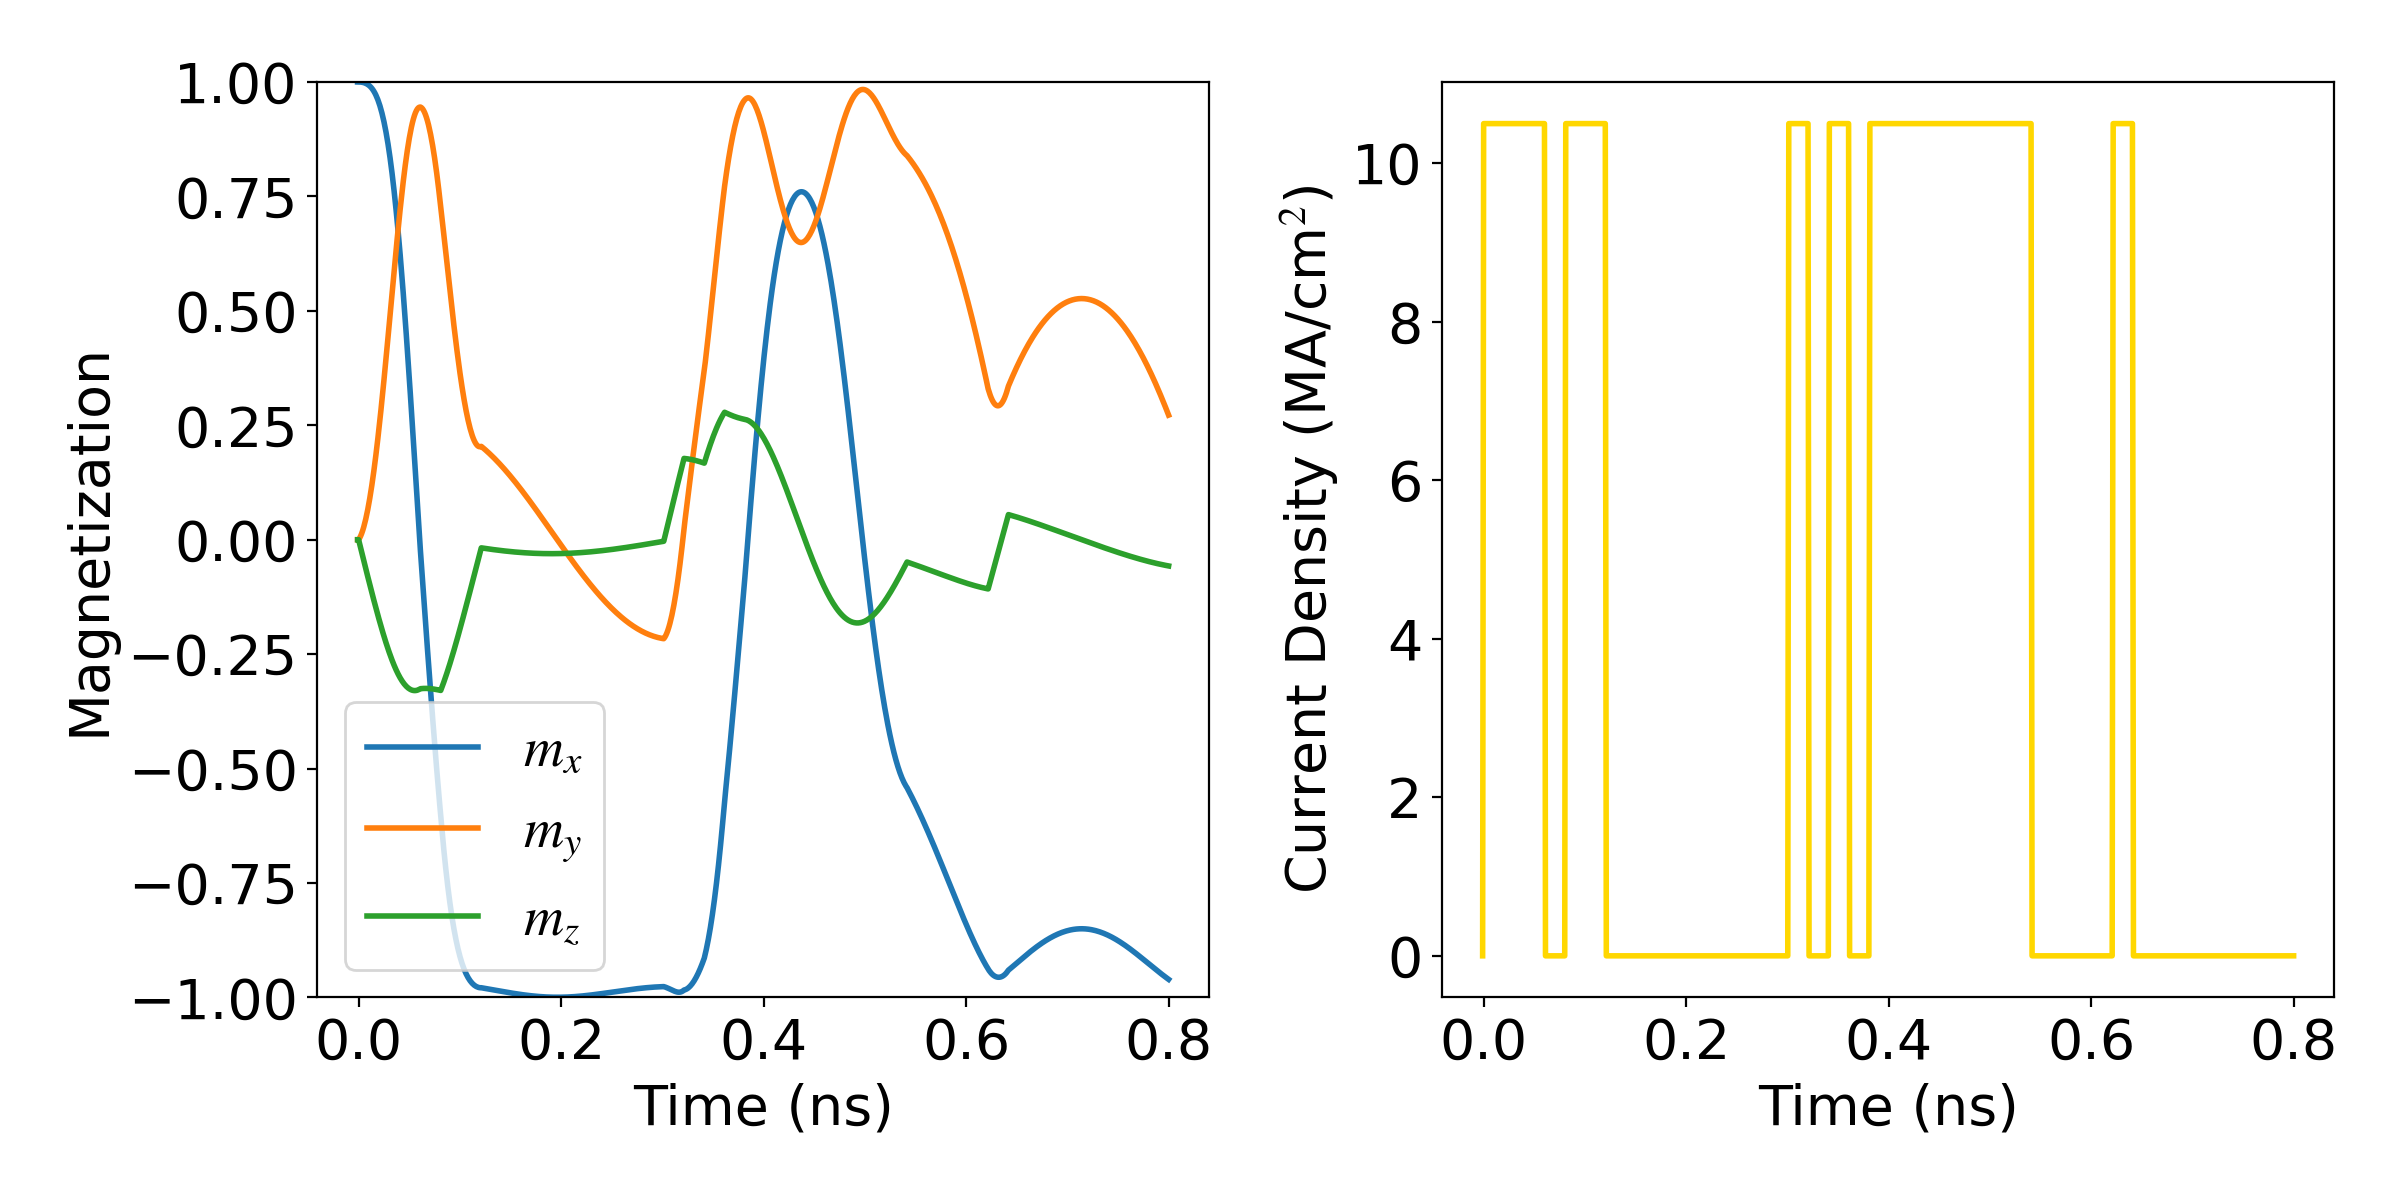 Magnetization
1.00
0.75
0.50
0.25
0.00
−0.25
−0.50
−0.75
−1.00
0.0 0.2 0.4 0.6 0.8
Time (ns)
m_x
m_y
m_z
Current Density (MA/cm²)
10
8
6
4
2
0
0.0 0.2 0.4 0.6 0.8
Time (ns)